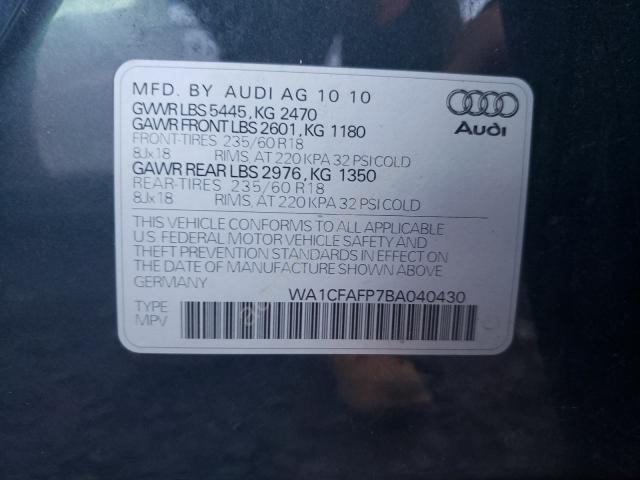 MFD. BY AUDI AG 10 10
GVWR LBS 5445, KG 2470
GAWR FRONT LBS 2601, KG 1180
FRONT-TIRES 235/60 R18
8Jx18 RIMS, AT 220 KPA 32 PSI COLD
GAWR REAR LBS 2976, KG 1350
REAR-TIRES 235/60 R18
8Jx18 RIMS, AT 220 KPA 32 PSI COLD
Audi
THIS VEHICLE CONFORMS TO ALL APPLICABLE
U.S. FEDERAL MOTOR VEHICLE SAFETY AND
THEFT PREVENTION STANDARDS IN EFFECT ON
THE DATE OF MANUFACTURE SHOWN ABOVE.
GERMANY
WA1CFAFP7BA040430
TYPE
MPV